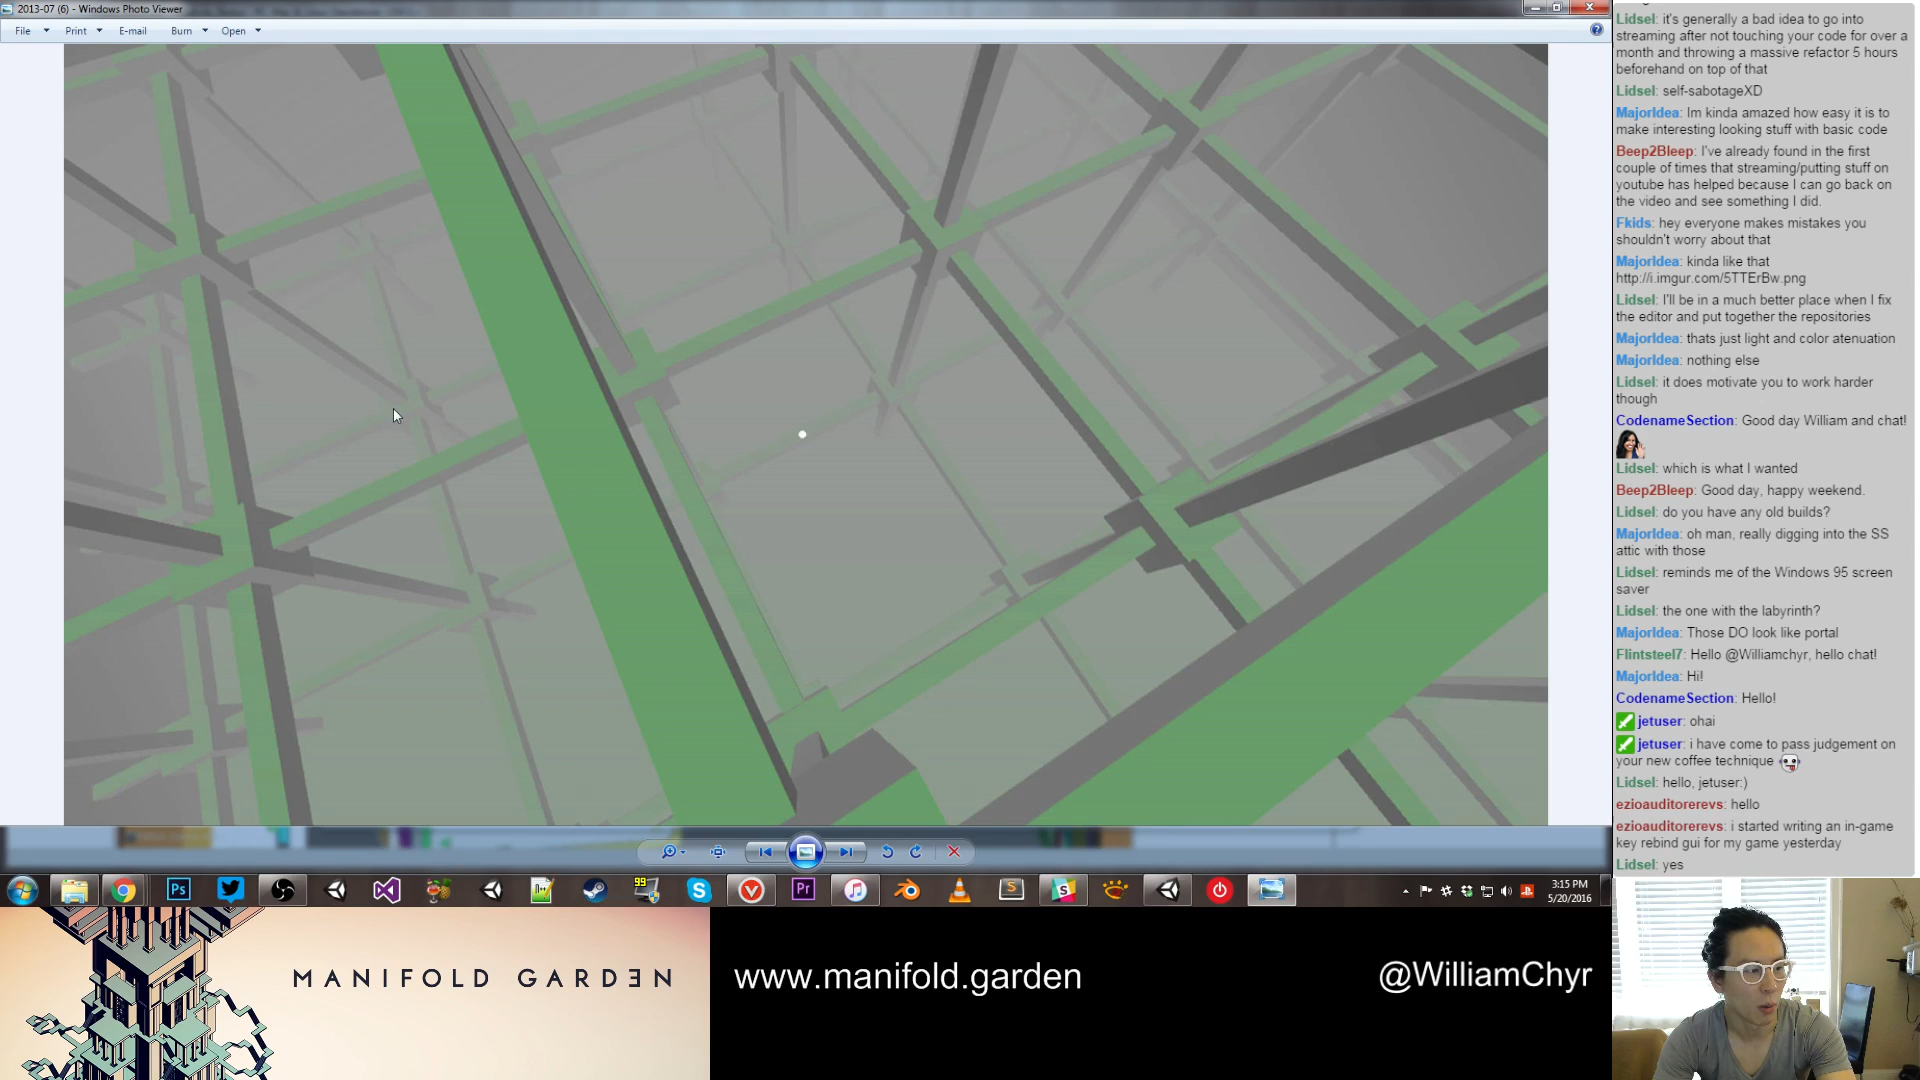 2013-07 (6) - Windows Photo Viewer
File Print E-mail Burn Open
Lidsel: it's generally a bad idea to go into
streaming after not touching your code for over a
month and throwing a massive refactor 5 hours
beforehand on top of that
Lidsel: self-sabotageXD
MajorIdea: Im kinda amazed how easy it is to
make interesting looking stuff with basic code
Beep2Bleep: I've already found in the first
couple of times that streaming/putting stuff on
youtube has helped because I can go back on
the video and see something I did.
Fkids: hey everyone makes mistakes you
shouldn't worry about that
MajorIdea: kinda like that
http://i.imgur.com/5TTErBw.png
Lidsel: I'll be in a much better place when I fix
the editor and put together the repositories
MajorIdea: thats just light and color atenuation
MajorIdea: nothing else
Lidsel: it does motivate you to work harder
though
CodenameSection: Good day William and chat!
Lidsel: which is what I wanted
Beep2Bleep: Good day, happy weekend.
Lidsel: do you have any old builds?
MajorIdea: oh man, really digging into the SS
attic with those
Lidsel: reminds me of the Windows 95 screen
saver
Lidsel: the one with the labyrinth?
MajorIdea: Those DO look like portal
Flintsteel7: Hello @Williamchyr, hello chat!
MajorIdea: Hi!
CodenameSection: Hello!
jetuser: ohai
jetuser: i have come to pass judgement on
your new coffee technique
Lidsel: hello, jetuser:)
ezioauditorerevs: hello
ezioauditorerevs: i started writing an in-game
key rebind gui for my game yesterday
Lidsel: yes
Ps
99
Pr
S
3:15 PM
5/20/2016
MANIFOLD GARDƎN
www.manifold.garden
@WilliamChyr